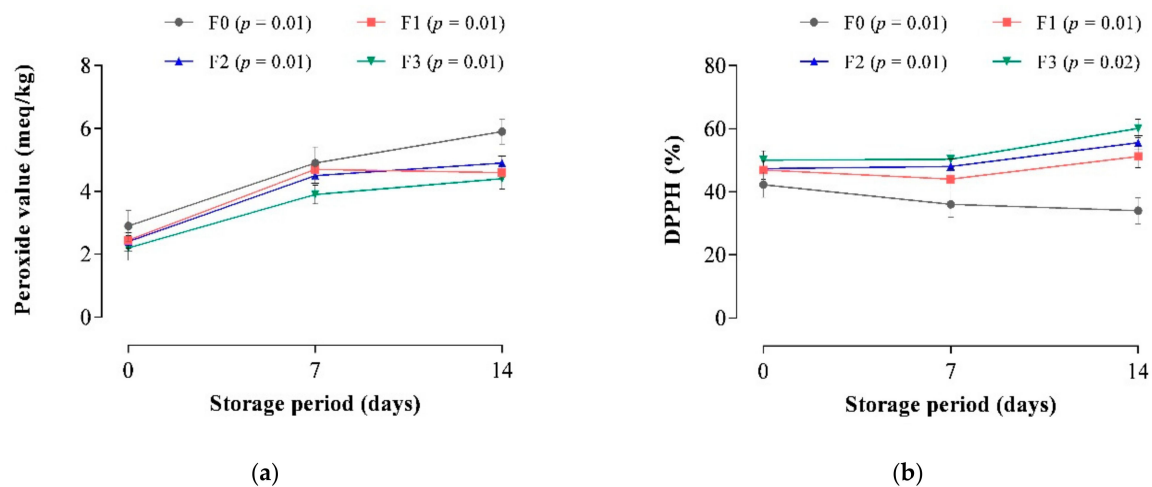 F0 (p = 0.01) F1 (p = 0.01)
F2 (p = 0.01) F3 (p = 0.01)
Peroxide value (meq/kg)
8
6
4
2
0
0 7 14
Storage period (days)
(a)
F0 (p = 0.01) F1 (p = 0.01)
F2 (p = 0.01) F3 (p = 0.02)
DPPH (%)
80
60
40
20
0
0 7 14
Storage period (days)
(b)